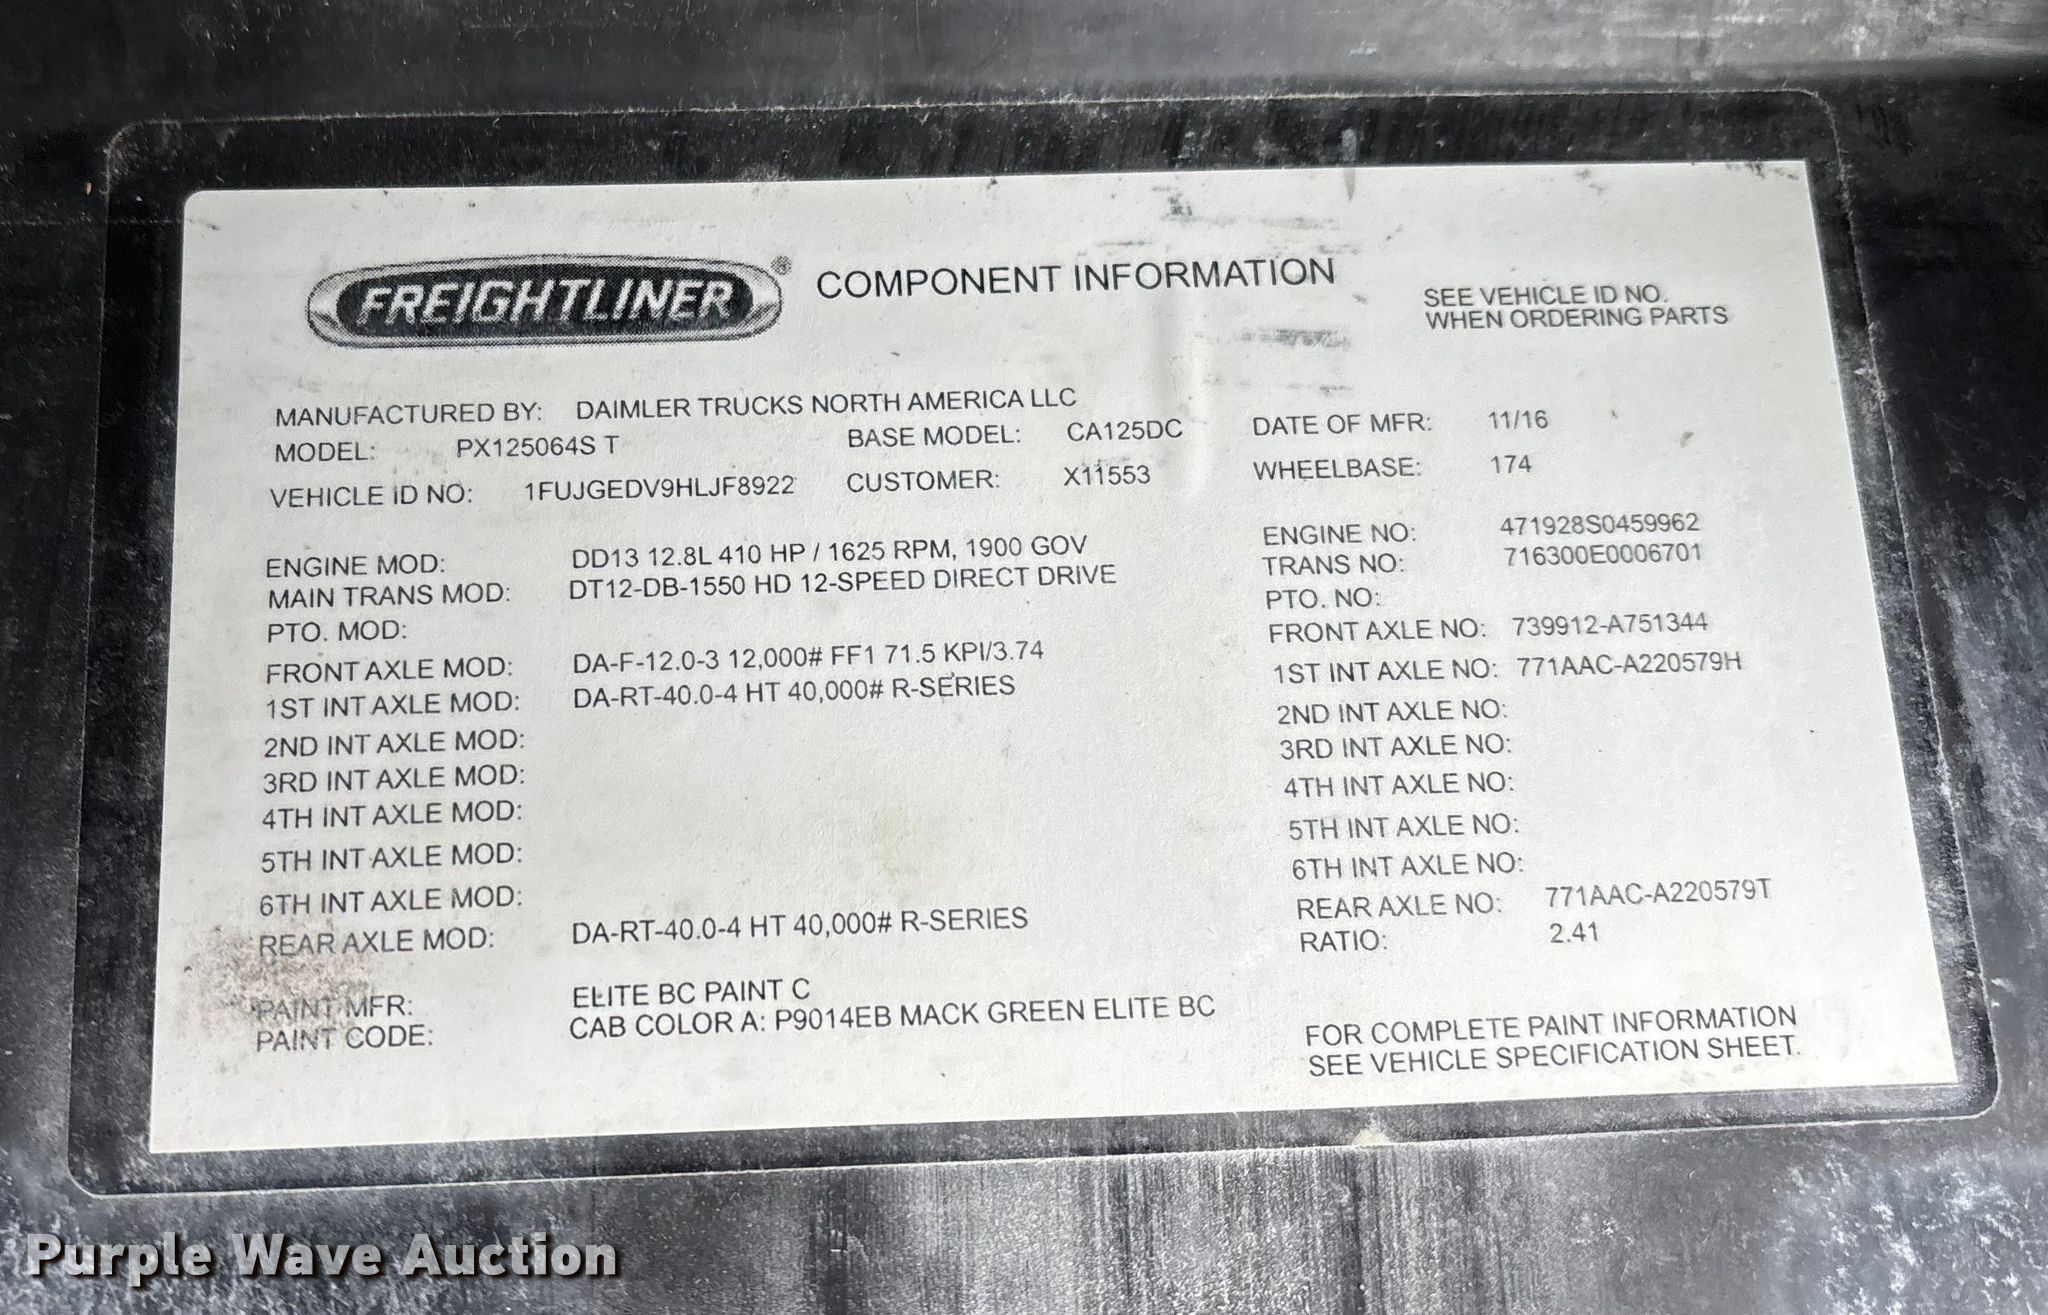 FREIGHTLINER® COMPONENT INFORMATION
SEE VEHICLE ID NO.
WHEN ORDERING PARTS
MANUFACTURED BY: DAIMLER TRUCKS NORTH AMERICA LLC
MODEL: PX125064S T BASE MODEL: CA125DC DATE OF MFR: 11/16
VEHICLE ID NO: 1FUJGEDV9HLJF8922 CUSTOMER: X11553 WHEELBASE: 174
ENGINE MOD: DD13 12.8L 410 HP / 1625 RPM, 1900 GOV ENGINE NO: 471928S0459962
MAIN TRANS MOD: DT12-DB-1550 HD 12-SPEED DIRECT DRIVE TRANS NO: 716300E0006701
PTO. MOD: PTO. NO:
FRONT AXLE MOD: DA-F-12.0-3 12,000# FF1 71.5 KPI/3.74 FRONT AXLE NO: 739912-A751344
1ST INT AXLE MOD: DA-RT-40.0-4 HT 40,000# R-SERIES 1ST INT AXLE NO: 771AAC-A220579H
2ND INT AXLE MOD: 2ND INT AXLE NO:
3RD INT AXLE MOD: 3RD INT AXLE NO:
4TH INT AXLE MOD: 4TH INT AXLE NO:
5TH INT AXLE MOD: 5TH INT AXLE NO:
6TH INT AXLE MOD: 6TH INT AXLE NO:
REAR AXLE MOD: DA-RT-40.0-4 HT 40,000# R-SERIES REAR AXLE NO: 771AAC-A220579T
RATIO: 2.41
PAINT MFR: ELITE BC PAINT C
PAINT CODE: CAB COLOR A: P9014EB MACK GREEN ELITE BC
FOR COMPLETE PAINT INFORMATION
SEE VEHICLE SPECIFICATION SHEET.
Purple Wave Auction